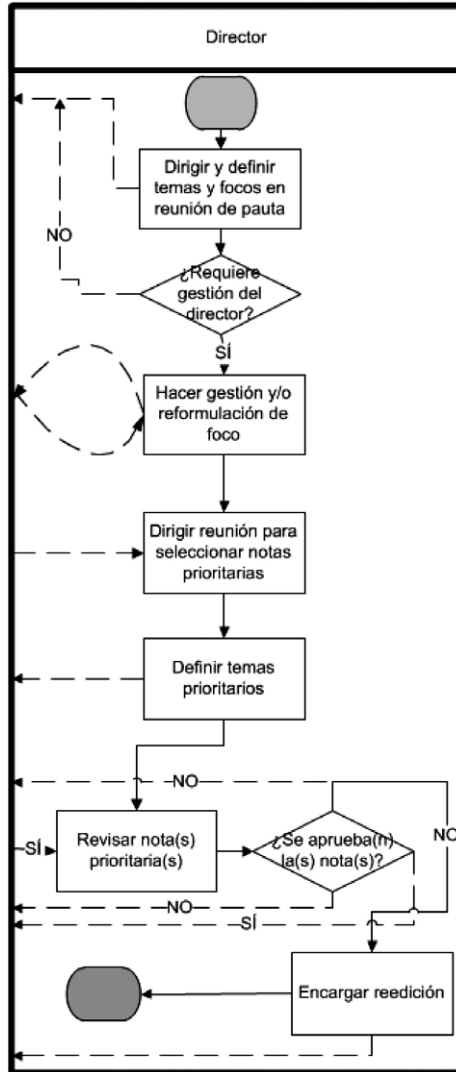 Director
Dirigir y definir
temas y focos en
reunión de pauta
NO
¿Requiere
gestión del
director?
SÍ
Hacer gestión y/o
reformulación de
foco
Dirigir reunión para
seleccionar notas
prioritarias
Definir temas
prioritarios
NO
NO
SÍ
Revisar nota(s)
prioritaria(s)
¿Se aprueba(n)
la(s) nota(s)?
NO
SÍ
Encargar reedición